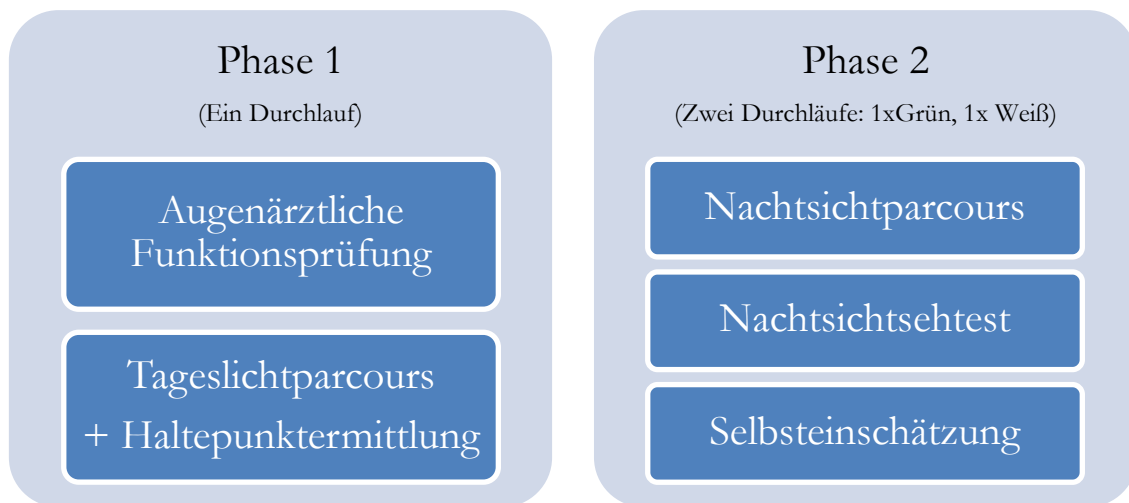 Phase 1
(Ein Durchlauf)
Augenärztliche
Funktionsprüfung
Tageslichtparcours
+ Haltepunktermittlung
Phase 2
(Zwei Durchläufe: 1xGrün, 1x Weiß)
Nachtsichtparcours
Nachtsichtsehtest
Selbsteinschätzung